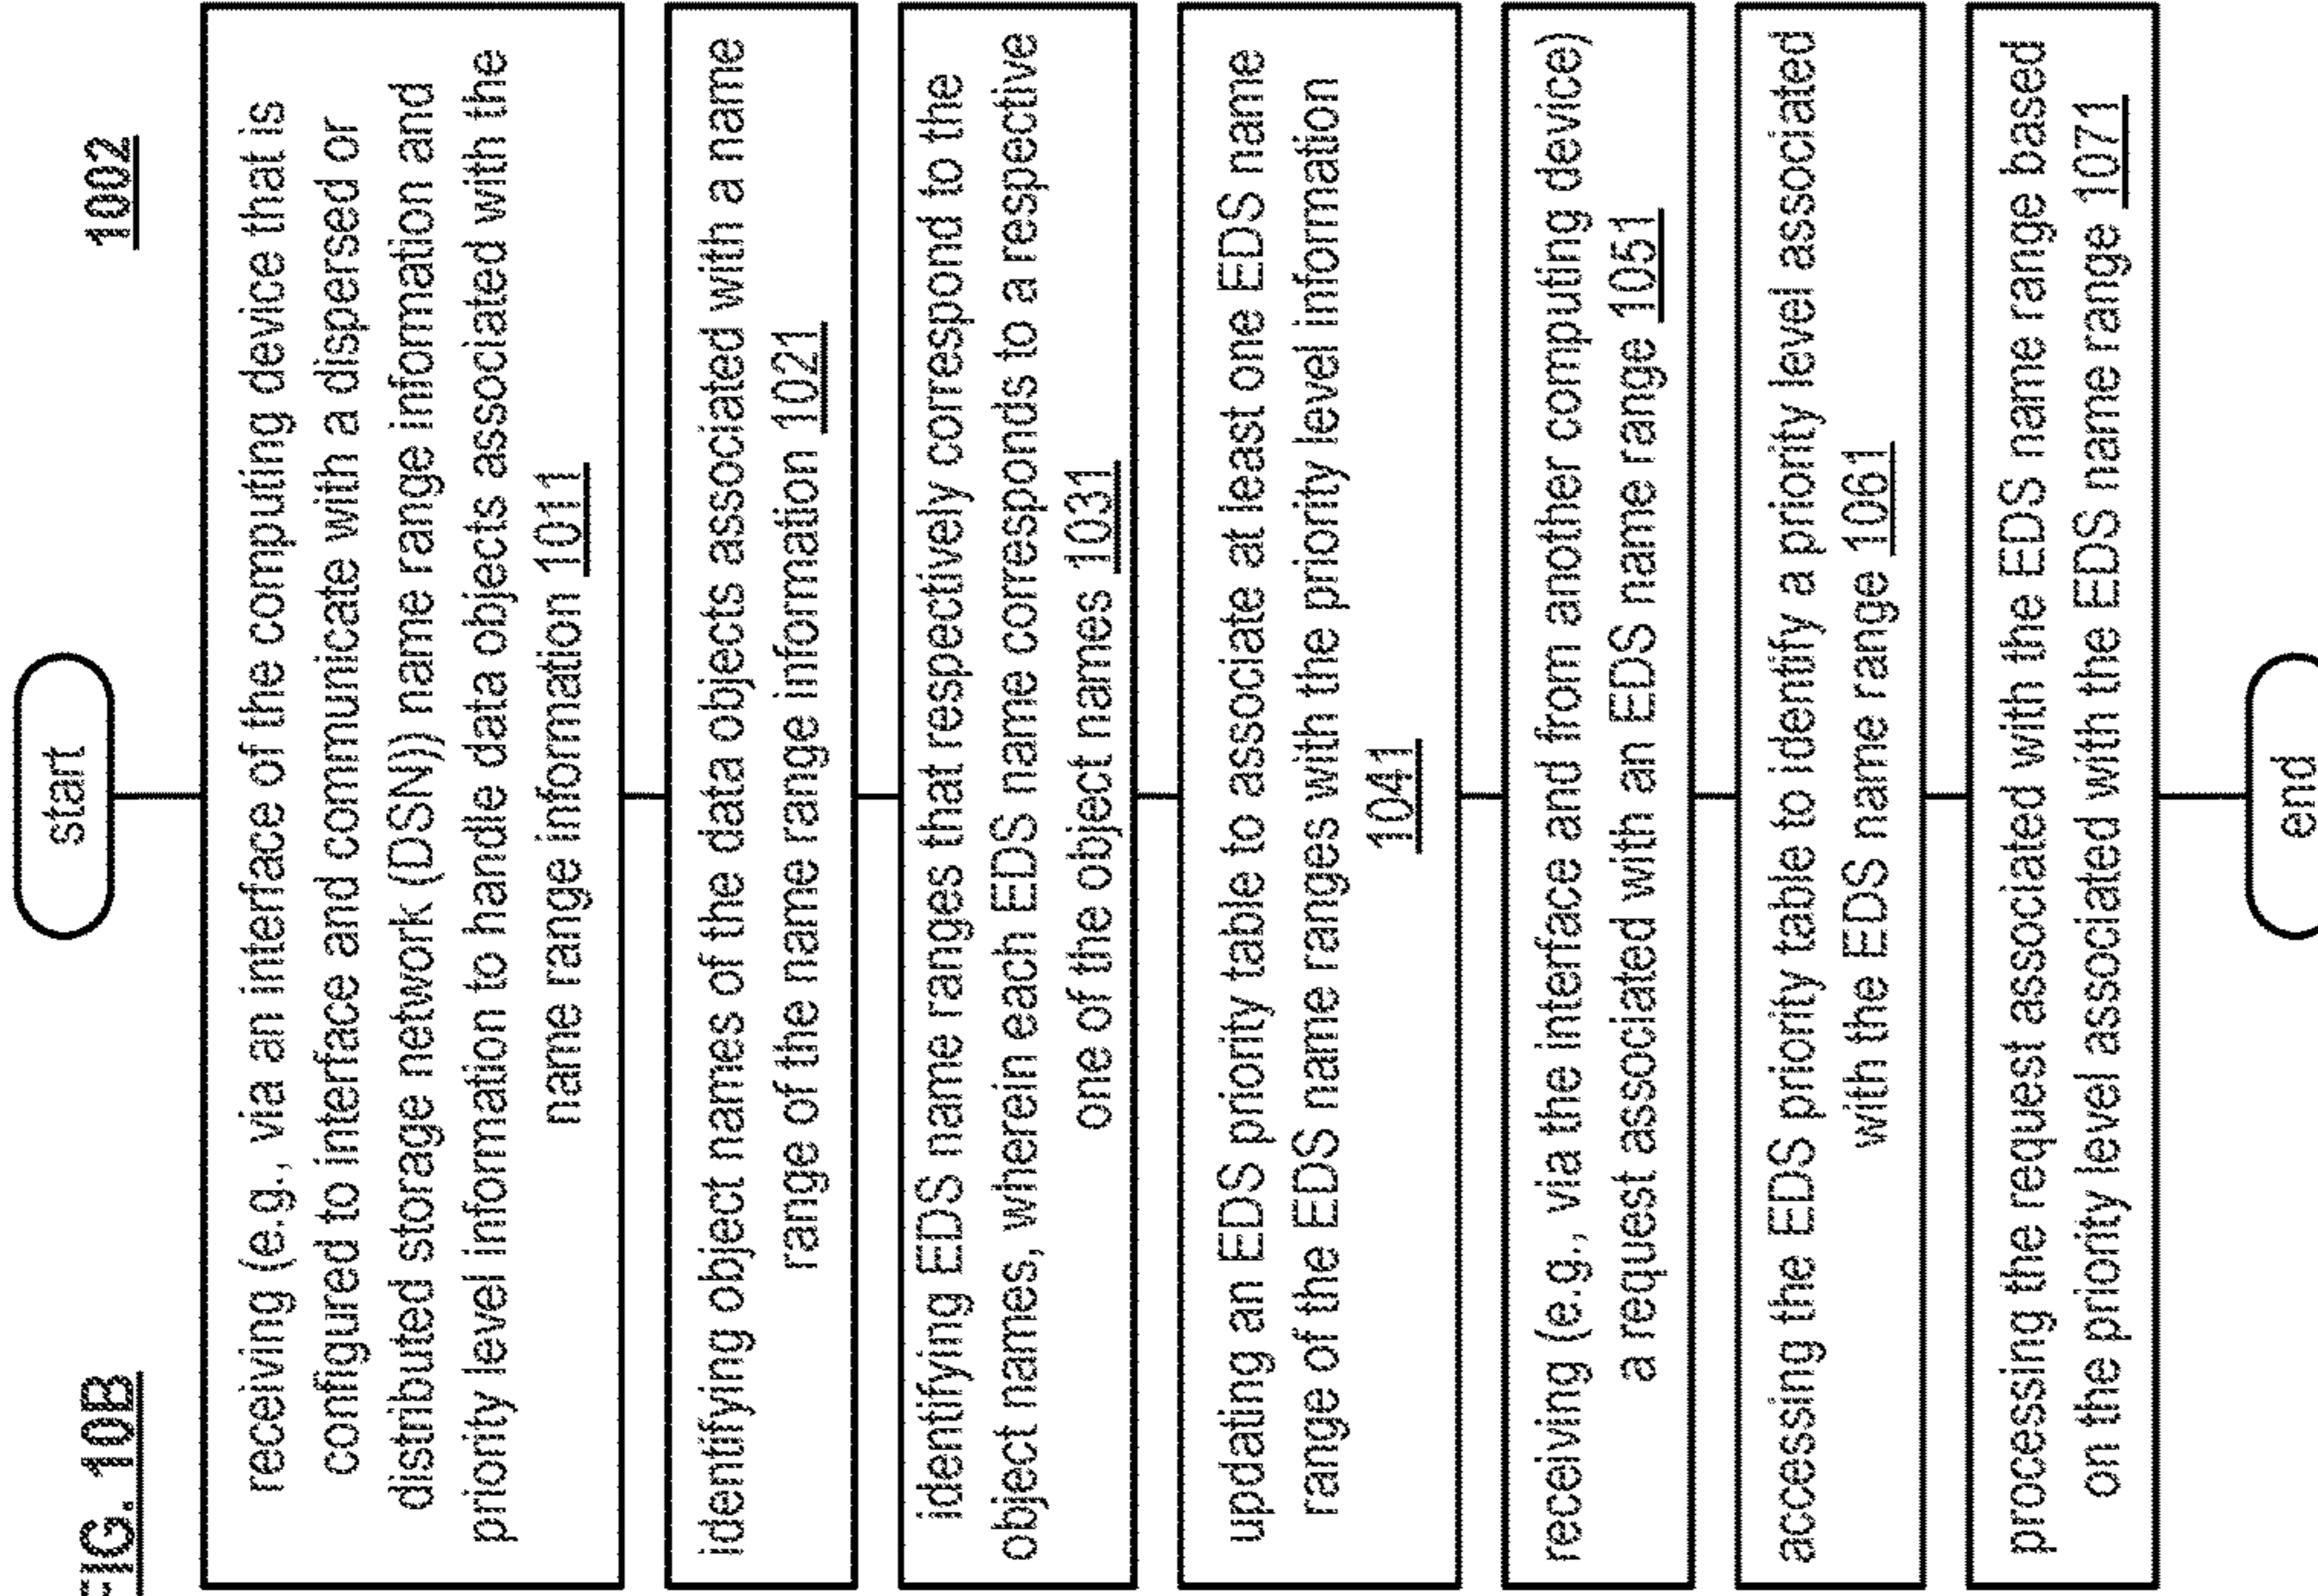 FIG. 10B
1002
start
receiving (e.g., via an interface of the computing device that is
configured to interface and communicate with a dispersed or
distributed storage network (DSN)) name range information and
priority level information to handle data objects associated with the
name range information 1011
identifying object names of the data objects associated with a name
range of the name range information 1021
identifying EDS name ranges that respectively correspond to the
object names, wherein each EDS name corresponds to a respective
one of the object names 1031
updating an EDS priority table to associate at least one EDS name
range of the EDS name ranges with the priority level information
1041
receiving (e.g., via the interface and from another computing device)
a request associated with an EDS name range 1051
accessing the EDS priority table to identify a priority level associated
with the EDS name range 1061
processing the request associated with the EDS name range based
on the priority level associated with the EDS name range 1071
end